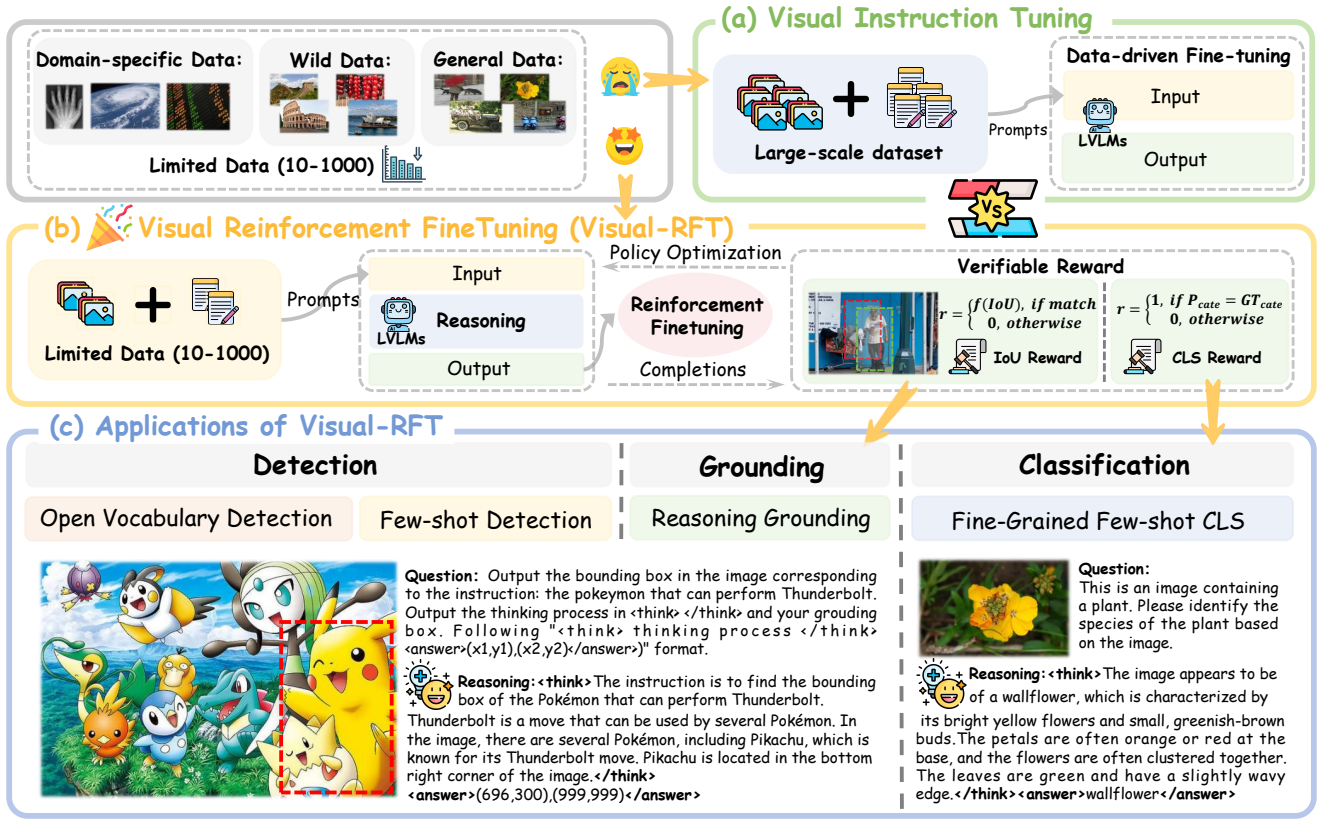 Domain-specific Data:
Wild Data:
General Data:
Limited Data (10-1000)
(a) Visual Instruction Tuning
Large-scale dataset
Prompts
Data-driven Fine-tuning
Input
LVLMs
Output
VS
(b) Visual Reinforcement FineTuning (Visual-RFT)
Limited Data (10-1000)
Prompts
Input
Reasoning
LVLMs
Output
Policy Optimization
Reinforcement
Finetuning
Completions
Verifiable Reward
r = {f(IoU), if match
0, otherwise
IoU Reward
r = {1, if P_cate = GT_cate
0, otherwise
CLS Reward
(c) Applications of Visual-RFT
Detection
Grounding
Classification
Open Vocabulary Detection
Few-shot Detection
Reasoning Grounding
Fine-Grained Few-shot CLS
Question: Output the bounding box in the image corresponding
to the instruction: the pokeymon that can perform Thunderbolt.
Output the thinking process in <think> </think> and your grouding
box. Following "<think> thinking process </think>
<answer>(x1,y1),(x2,y2)</answer>)" format.
Reasoning:<think>The instruction is to find the bounding
box of the Pokémon that can perform Thunderbolt.
Thunderbolt is a move that can be used by several Pokémon. In
the image, there are several Pokémon, including Pikachu, which is
known for its Thunderbolt move. Pikachu is located in the bottom
right corner of the image.</think>
<answer>(696,300),(999,999)</answer>
Question:
This is an image containing
a plant. Please identify the
species of the plant based
on the image.
Reasoning:<think>The image appears to be
of a wallflower, which is characterized by
its bright yellow flowers and small, greenish-brown
buds.The petals are often orange or red at the
base, and the flowers are often clustered together.
The leaves are green and have a slightly wavy
edge.</think><answer>wallflower</answer>